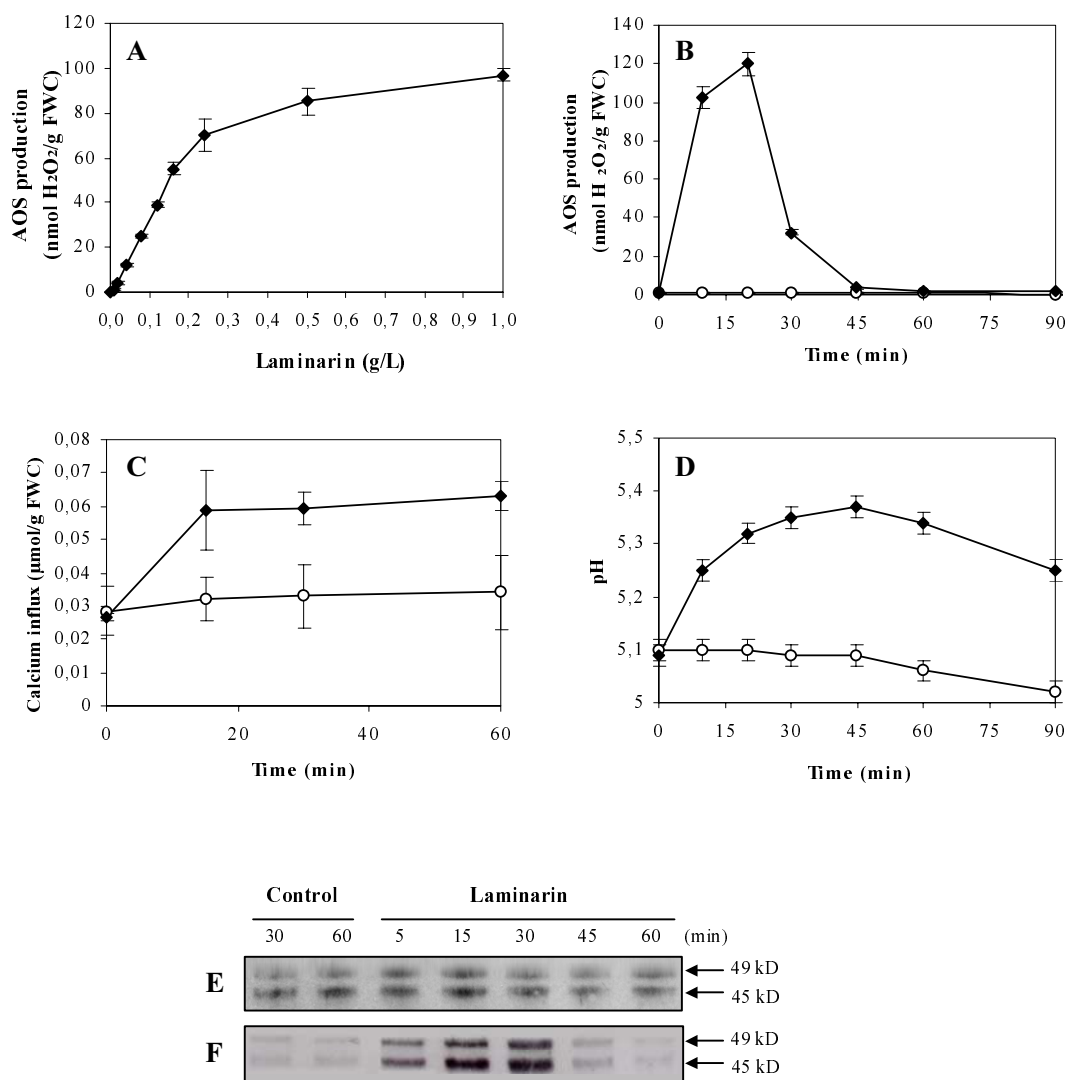 A
AOS production
(nmol H₂O₂/g FWC)
120
100
80
60
40
20
0
0,0 0,1 0,2 0,3 0,4 0,5 0,6 0,7 0,8 0,9 1,0
Laminarin (g/L)
B
AOS production
(nmol H ₂O₂/g FWC)
140
120
100
80
60
40
20
0
0 15 30 45 60 75 90
Time (min)
C
Calcium influx (µmol/g FWC)
0,08
0,07
0,06
0,05
0,04
0,03
0,02
0,01
0
0 20 40 60
Time (min)
D
pH
5,5
5,4
5,3
5,2
5,1
5
0 15 30 45 60 75 90
Time (min)
Control Laminarin
30 60 5 15 30 45 60 (min)
E
49 kD
45 kD
F
49 kD
45 kD